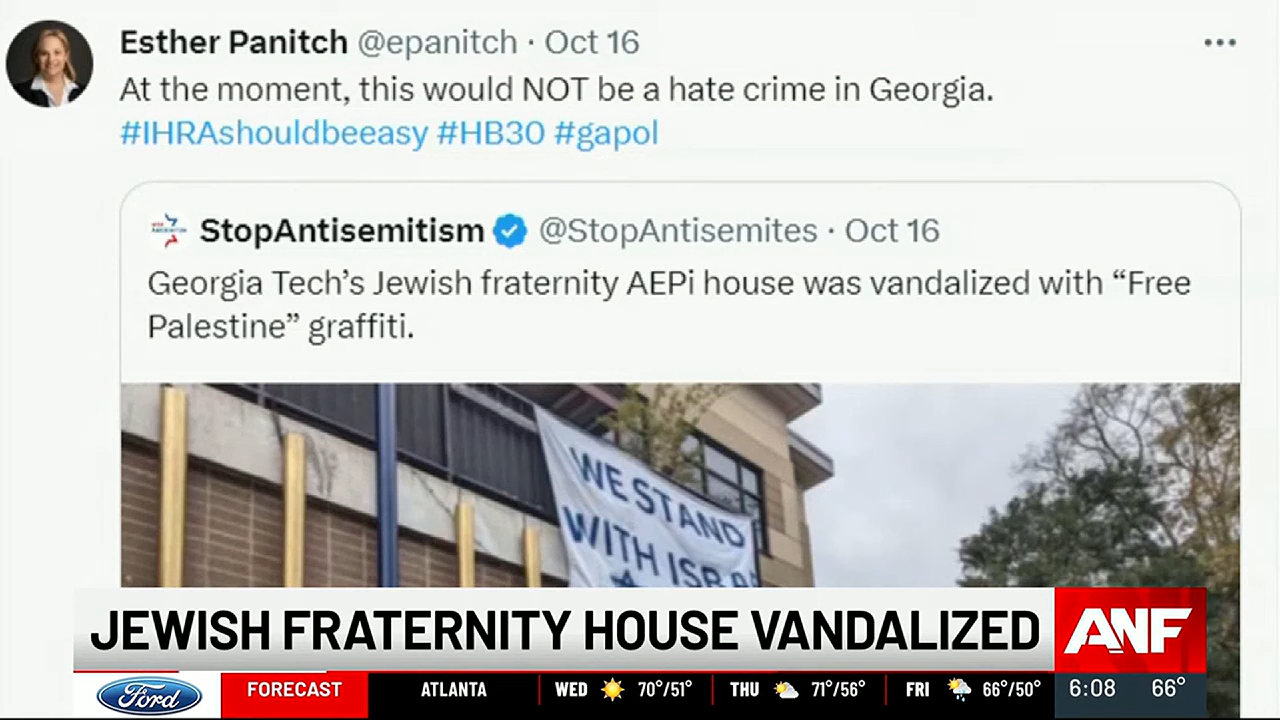 Esther Panitch @epanitch · Oct 16
At the moment, this would NOT be a hate crime in Georgia.
#IHRAshouldbeeasy #HB30 #gapol
StopAntisemitism @StopAntisemites · Oct 16
Georgia Tech's Jewish fraternity AEPi house was vandalized with “Free
Palestine” graffiti.
WE STAND
WITH ISRA
JEWISH FRATERNITY HOUSE VANDALIZED
ANF
Ford
FORECAST
ATLANTA
WED 70°/51°
THU 71°/56°
FRI 66°/50°
6:08
66°